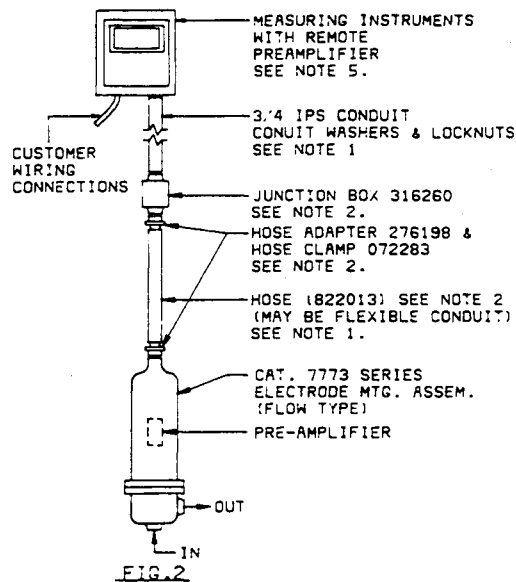 MEASURING INSTRUMENTS
WITH REMOTE
PREAMPLIFIER
SEE NOTE 5.
3/4 IPS CONDUIT
CONUIT WASHERS & LOCKNUTS
SEE NOTE 1
CUSTOMER
WIRING
CONNECTIONS
JUNCTION BOX 316260
SEE NOTE 2.
HOSE ADAPTER 276198 &
HOSE CLAMP 072283
SEE NOTE 2.
HOSE (822013) SEE NOTE 2
(MAY BE FLEXIBLE CONDUIT)
SEE NOTE 1.
CAT. 7773 SERIES
ELECTRODE MTG. ASSEM.
(FLOW TYPE)
PRE-AMPLIFIER
OUT
IN
FIG.2